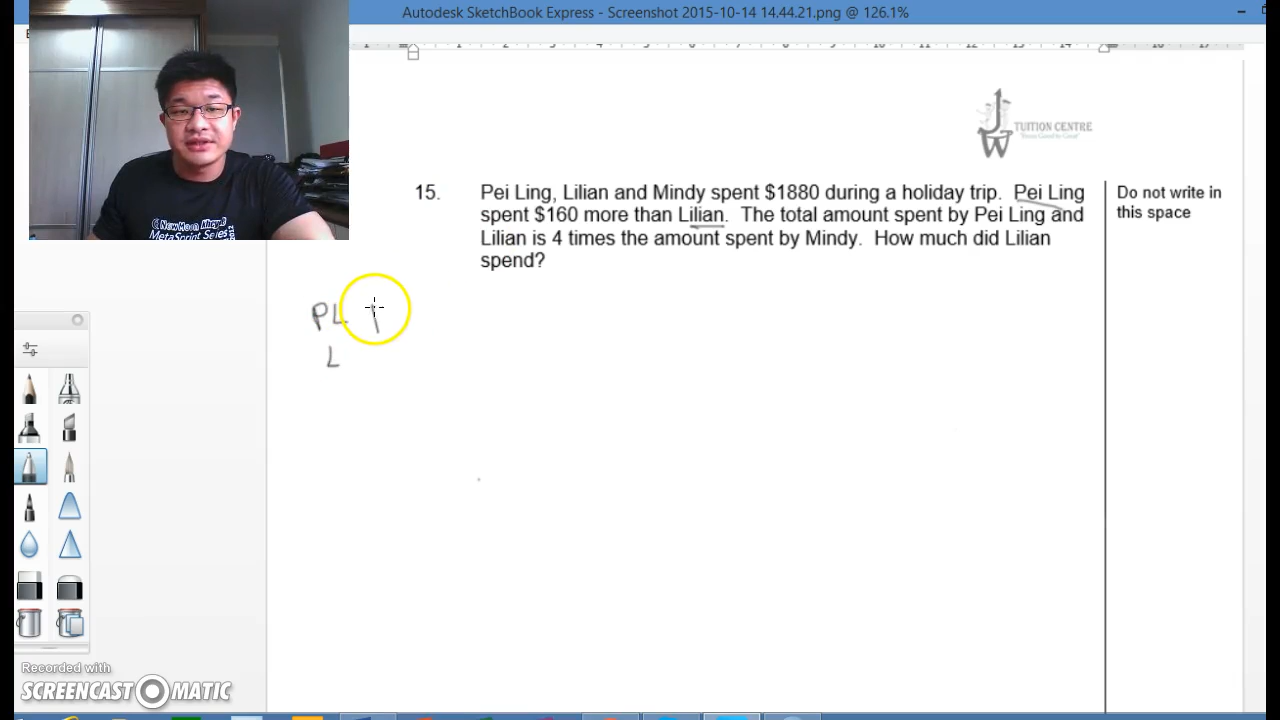 Autodesk SketchBook Express - Screenshot 2015-10-14 14.44.21.png @ 126.1%
JW
TUITION CENTRE
15. Pei Ling, Lilian and Mindy spent $1880 during a holiday trip. Pei Ling
spent $160 more than Lilian. The total amount spent by Pei Ling and
Lilian is 4 times the amount spent by Mindy. How much did Lilian
spend?
Do not write in
this space
PL
L
Recorded with
SCREENCAST MATIC